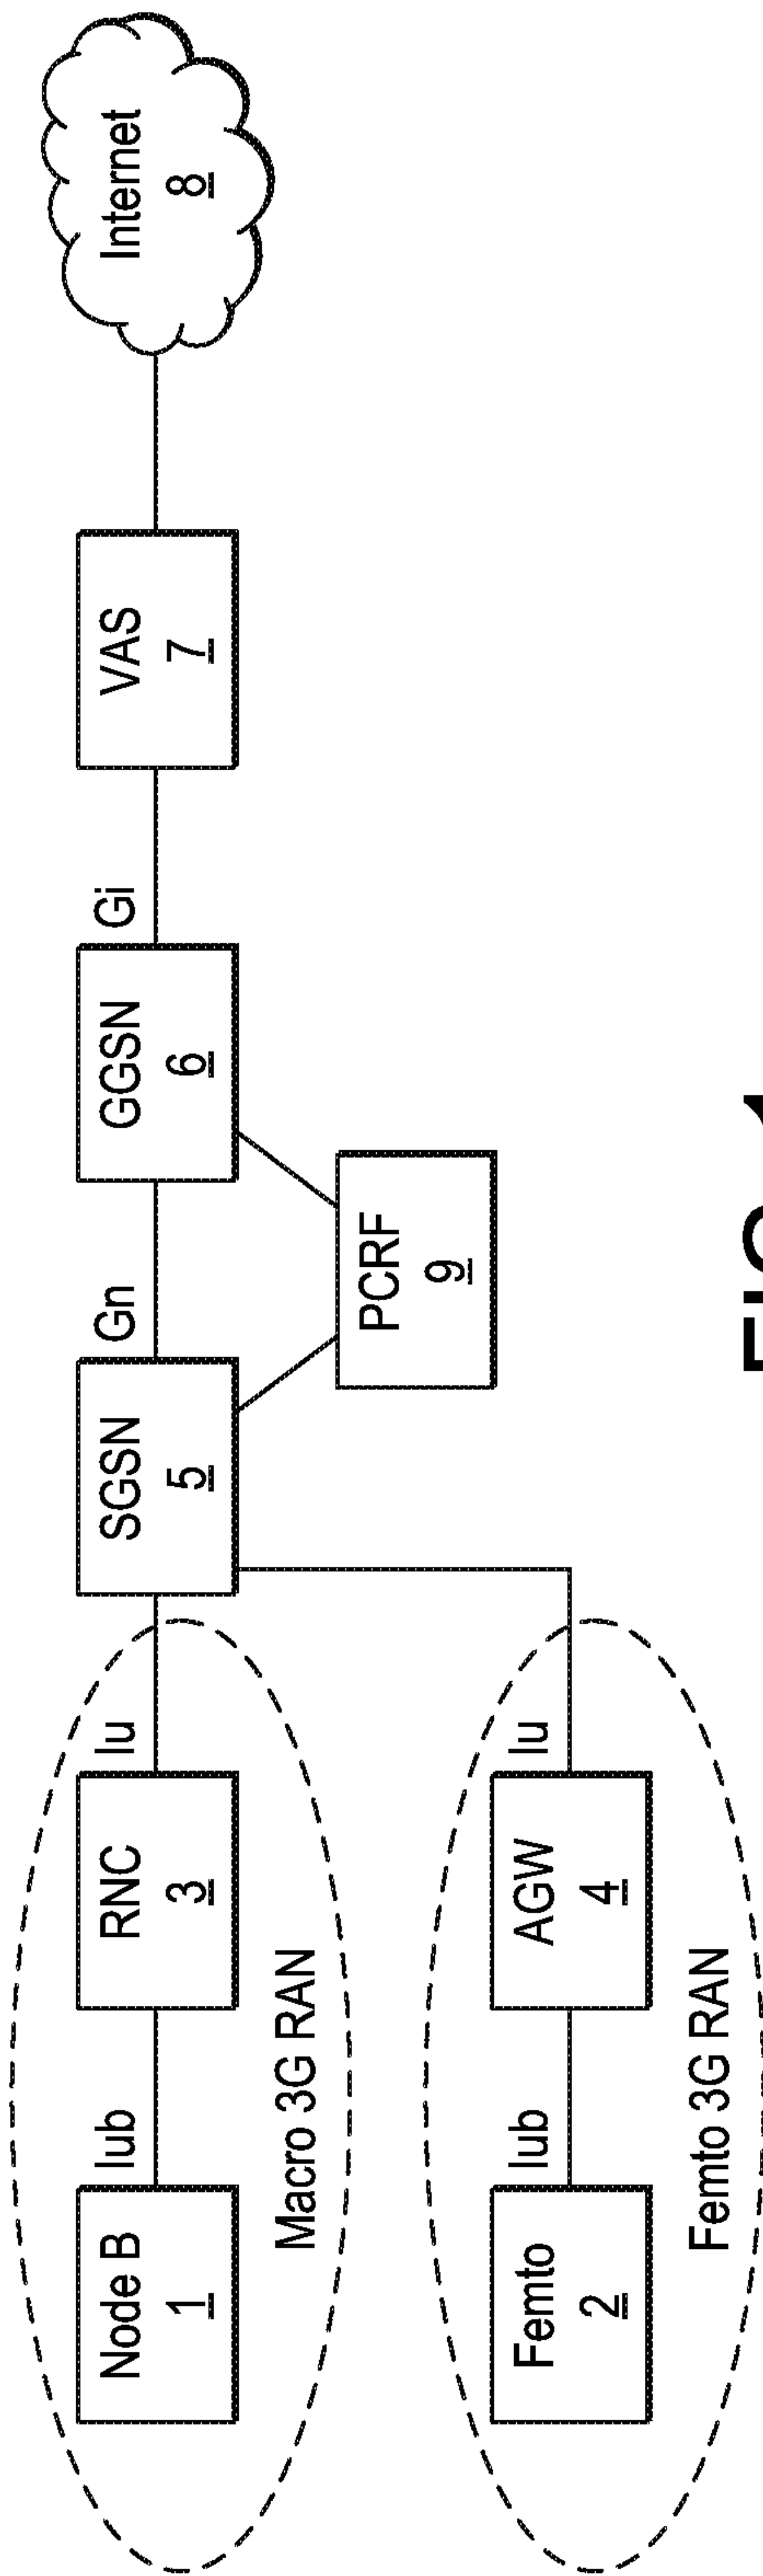 Node B
1
Iub
RNC
3
Iu
Macro 3G RAN
SGSN
5
Gn
GGSN
6
Gi
VAS
7
Internet
8
PCRF
9
Femto
2
Iub
AGW
4
Iu
Femto 3G RAN